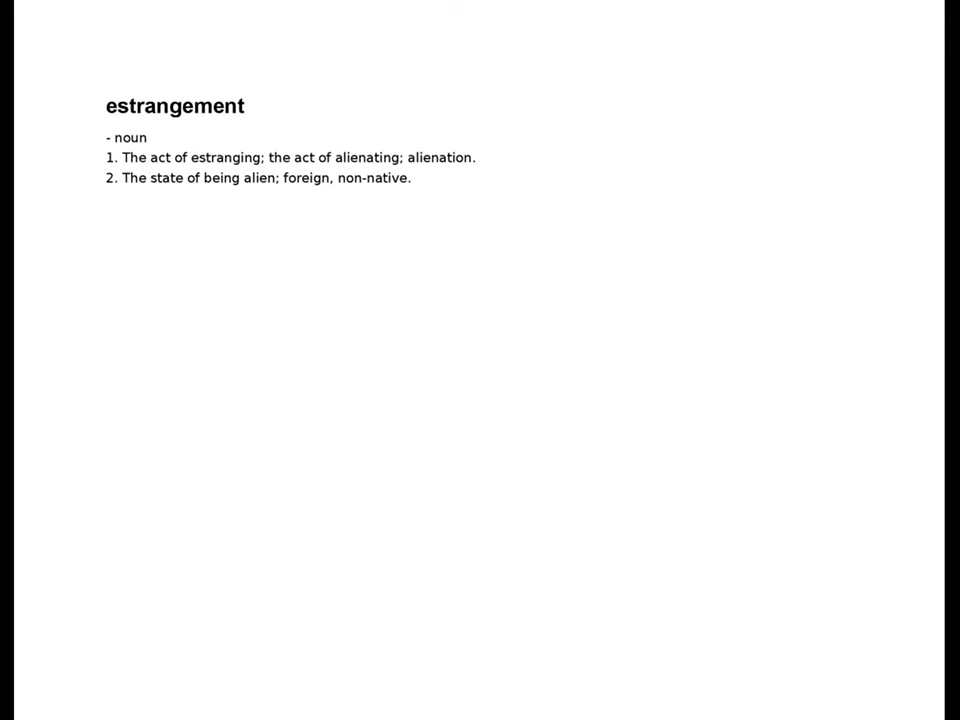 estrangement
- noun
1. The act of estranging; the act of alienating; alienation.
2. The state of being alien; foreign, non-native.